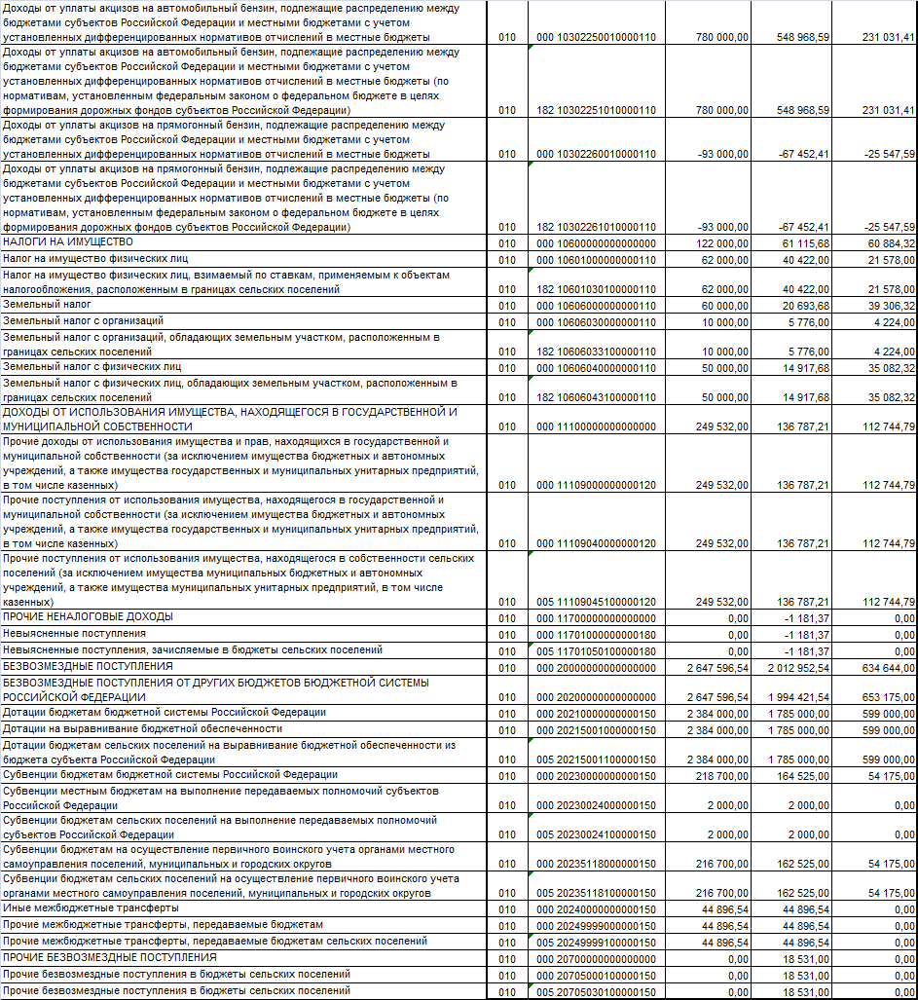 Доходы от уплаты акцизов на автомобильный бензин, подлежащие распределению между
бюджетами субъектов Российской Федерации и местными бюджетами с учетом
установленных дифференцированных нормативов отчислений в местные бюджеты 010 000 10302250010000110 780 000,00 548 968,59 231 031,41
Доходы от уплаты акцизов на автомобильный бензин, подлежащие распределению между
бюджетами субъектов Российской Федерации и местными бюджетами с учетом
установленных дифференцированных нормативов отчислений в местные бюджеты (по
нормативам, установленным федеральным законом о федеральном бюджете в целях
формирования дорожных фондов субъектов Российской Федерации) 010 182 10302251010000110 780 000,00 548 968,59 231 031,41
Доходы от уплаты акцизов на прямогонный бензин, подлежащие распределению между
бюджетами субъектов Российской Федерации и местными бюджетами с учетом
установленных дифференцированных нормативов отчислений в местные бюджеты 010 000 10302260010000110 -93 000,00 -67 452,41 -25 547,59
Доходы от уплаты акцизов на прямогонный бензин, подлежащие распределению между
бюджетами субъектов Российской Федерации и местными бюджетами с учетом
установленных дифференцированных нормативов отчислений в местные бюджеты (по
нормативам, установленным федеральным законом о федеральном бюджете в целях
формирования дорожных фондов субъектов Российской Федерации) 010 182 10302261010000110 -93 000,00 -67 452,41 -25 547,59
НАЛОГИ НА ИМУЩЕСТВО 010 000 10600000000000000 122 000,00 61 115,68 60 884,32
Налог на имущество физических лиц 010 000 10601000000000110 62 000,00 40 422,00 21 578,00
Налог на имущество физических лиц, взимаемый по ставкам, применяемым к объектам
налогообложения, расположенным в границах сельских поселений 010 182 10601030100000110 62 000,00 40 422,00 21 578,00
Земельный налог 010 000 10606000000000110 60 000,00 20 693,68 39 306,32
Земельный налог с организаций 010 000 10606030000000110 10 000,00 5 776,00 4 224,00
Земельный налог с организаций, обладающих земельным участком, расположенным в
границах сельских поселений 010 182 10606033100000110 10 000,00 5 776,00 4 224,00
Земельный налог с физических лиц 010 000 10606040000000110 50 000,00 14 917,68 35 082,32
Земельный налог с физических лиц, обладающих земельным участком, расположенным в
границах сельских поселений 010 182 10606043100000110 50 000,00 14 917,68 35 082,32
ДОХОДЫ ОТ ИСПОЛЬЗОВАНИЯ ИМУЩЕСТВА, НАХОДЯЩЕГОСЯ В ГОСУДАРСТВЕННОЙ И
МУНИЦИПАЛЬНОЙ СОБСТВЕННОСТИ 010 000 11100000000000000 249 532,00 136 787,21 112 744,79
Прочие доходы от использования имущества и прав, находящихся в государственной и
муниципальной собственности (за исключением имущества бюджетных и автономных
учреждений, а также имущества государственных и муниципальных унитарных предприятий,
в том числе казенных) 010 000 11109000000000120 249 532,00 136 787,21 112 744,79
Прочие поступления от использования имущества, находящегося в государственной и
муниципальной собственности (за исключением имущества бюджетных и автономных
учреждений, а также имущества государственных и муниципальных унитарных предприятий,
в том числе казенных) 010 000 11109040000000120 249 532,00 136 787,21 112 744,79
Прочие поступления от использования имущества, находящегося в собственности сельских
поселений (за исключением имущества муниципальных бюджетных и автономных
учреждений, а также имущества муниципальных унитарных предприятий, в том числе
казенных) 010 005 11109045100000120 249 532,00 136 787,21 112 744,79
ПРОЧИЕ НЕНАЛОГОВЫЕ ДОХОДЫ 010 000 11700000000000000 0,00 -1 181,37 0,00
Невыясненные поступления 010 000 11701000000000180 0,00 -1 181,37 0,00
Невыясненные поступления, зачисляемые в бюджеты сельских поселений 010 005 11701050100000180 0,00 -1 181,37 0,00
БЕЗВОЗМЕЗДНЫЕ ПОСТУПЛЕНИЯ 010 000 20000000000000000 2 647 596,54 2 012 952,54 634 644,00
БЕЗВОЗМЕЗДНЫЕ ПОСТУПЛЕНИЯ ОТ ДРУГИХ БЮДЖЕТОВ БЮДЖЕТНОЙ СИСТЕМЫ
РОССИЙСКОЙ ФЕДЕРАЦИИ 010 000 20200000000000000 2 647 596,54 1 994 421,54 653 175,00
Дотации бюджетам бюджетной системы Российской Федерации 010 000 20210000000000150 2 384 000,00 1 785 000,00 599 000,00
Дотации на выравнивание бюджетной обеспеченности 010 000 20215001000000150 2 384 000,00 1 785 000,00 599 000,00
Дотации бюджетам сельских поселений на выравнивание бюджетной обеспеченности из
бюджета субъекта Российской Федерации 010 005 20215001100000150 2 384 000,00 1 785 000,00 599 000,00
Субвенции бюджетам бюджетной системы Российской Федерации 010 000 20230000000000150 218 700,00 164 525,00 54 175,00
Субвенции местным бюджетам на выполнение передаваемых полномочий субъектов
Российской Федерации 010 000 20230024000000150 2 000,00 2 000,00 0,00
Субвенции бюджетам сельских поселений на выполнение передаваемых полномочий
субъектов Российской Федерации 010 005 20230024100000150 2 000,00 2 000,00 0,00
Субвенции бюджетам на осуществление первичного воинского учета органами местного
самоуправления поселений, муниципальных и городских округов 010 000 20235118000000150 216 700,00 162 525,00 54 175,00
Субвенции бюджетам сельских поселений на осуществление первичного воинского учета
органами местного самоуправления поселений, муниципальных и городских округов 010 005 20235118100000150 216 700,00 162 525,00 54 175,00
Иные межбюджетные трансферты 010 000 20240000000000150 44 896,54 44 896,54 0,00
Прочие межбюджетные трансферты, передаваемые бюджетам 010 000 20249999000000150 44 896,54 44 896,54 0,00
Прочие межбюджетные трансферты, передаваемые бюджетам сельских поселений 010 005 20249999100000150 44 896,54 44 896,54 0,00
ПРОЧИЕ БЕЗВОЗМЕЗДНЫЕ ПОСТУПЛЕНИЯ 010 000 20700000000000000 0,00 18 531,00 0,00
Прочие безвозмездные поступления в бюджеты сельских поселений 010 000 20705000100000150 0,00 18 531,00 0,00
Прочие безвозмездные поступления в бюджеты сельских поселений 010 005 20705030100000150 0,00 18 531,00 0,00